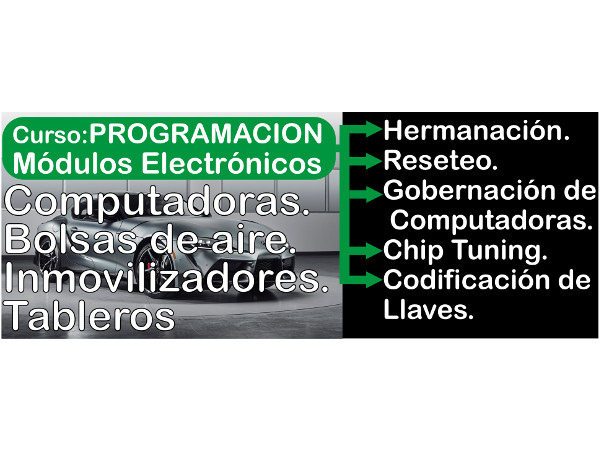 Curso:PROGRAMACION
Módulos Electrónicos
Computadoras.
Bolsas de aire.
Inmovilizadores.
Tableros
Hermanación.
Reseteo.
Gobernación de
Computadoras.
Chip Tuning.
Codificación de
Llaves.